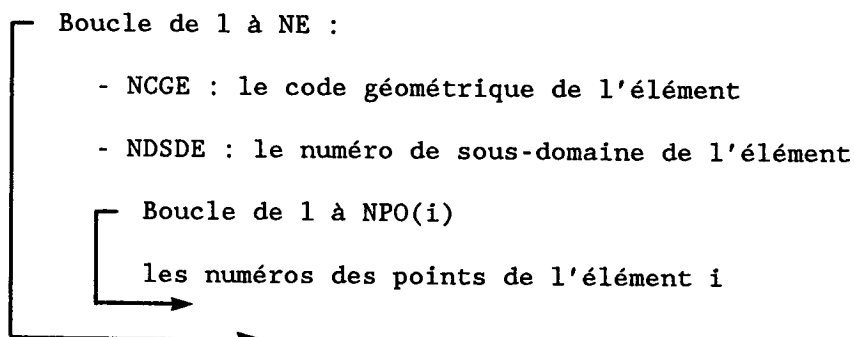 Boucle de 1 à NE :
- NCGE : le code géométrique de l'élément
- NDSDE : le numéro de sous-domaine de l'élément
Boucle de 1 à NPO(i)
les numéros des points de l'élément i